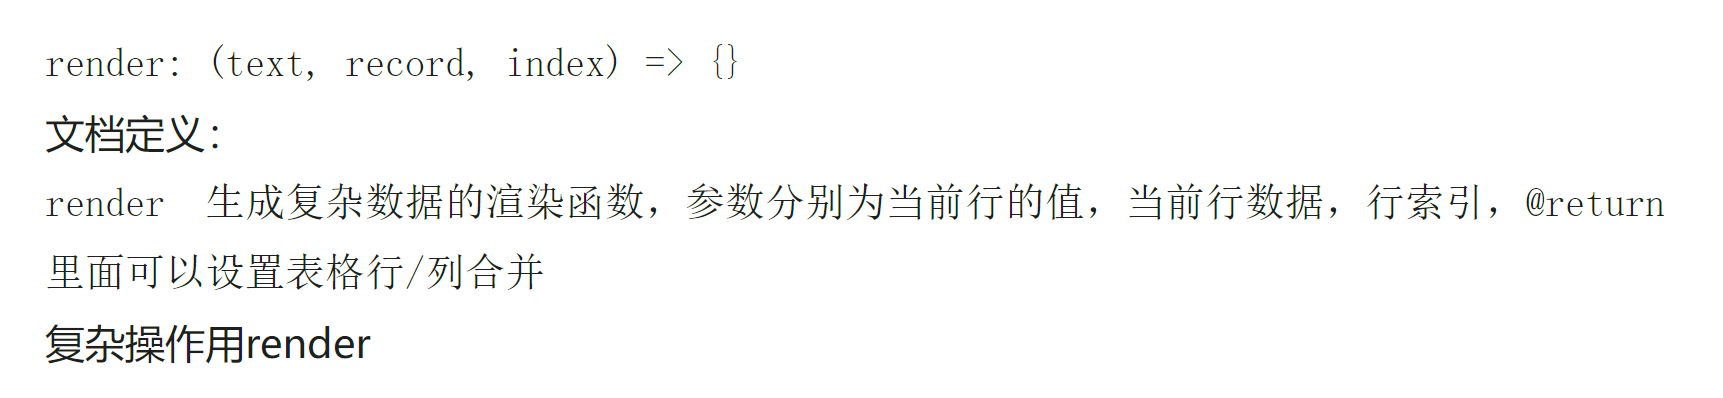 render: (text, record, index) => {}
文档定义：
render 生成复杂数据的渲染函数，参数分别为当前行的值，当前行数据，行索引，@return
里面可以设置表格行/列合并
复杂操作用render